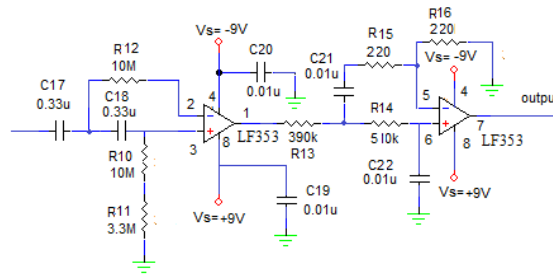 Vs= -9V
R12
10M
C17
0.33u
C18
0.33u
C20
0.01u
4
2
3
1
8
LF353
R10
10M
R11
3.3M
Vs= +9V
C19
0.01u
390k
R13
C21
0.01u
R15
220
R16
220
Vs= -9V
R14
510k
5
6
4
7
8
LF353
output
C22
0.01u
Vs= +9V